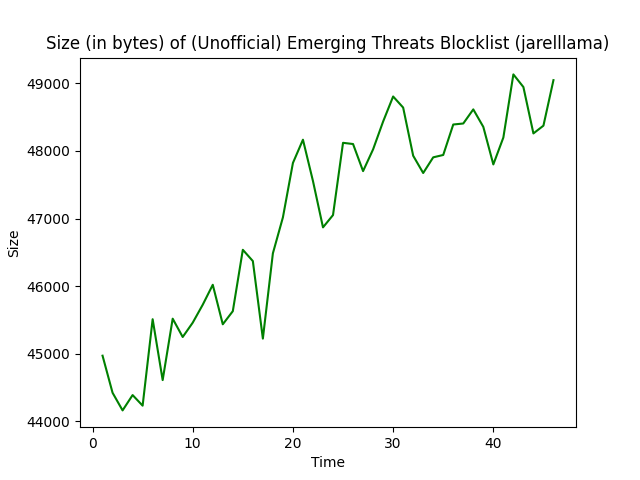 Size (in bytes) of (Unofficial) Emerging Threats Blocklist (jarelllama)
49000
48000
47000
46000
45000
44000
Size
0 10 20 30 40
Time